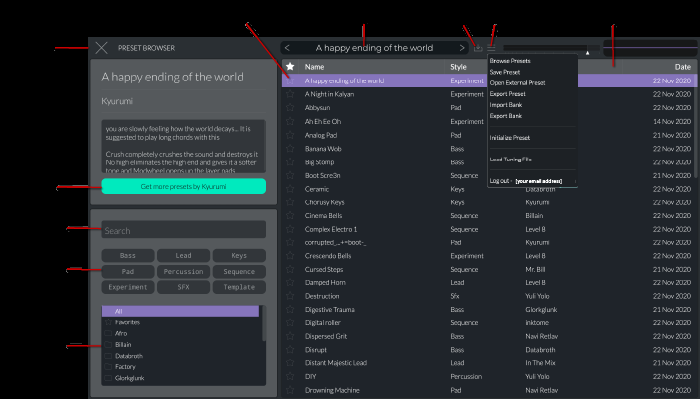 PRESET BROWSER
< A happy ending of the world >
A happy ending of the world
Kyurumi
you are slowly feeling how the world decays... It is
suggested to play long chords with this
Crush completely crushes the sound and destroys it
No high eliminates the high end and gives it a softer
tone and Modwheel opens up the layer pads
Get more presets by Kyurumi
Search
Bass Lead Keys
Pad Percussion Sequence
Experiment SFX Template
All
Favorites
Afro
Billain
Databroth
Factory
Glorkglunk
Name Style Date
A happy ending of the world Experiment 22 Nov 2020
A Night in Kalyan Experiment 22 Nov 2020
Abbysun Pad 22 Nov 2020
Ah Eh Ee Oh Experiment 14 Nov 2020
Analog Pad Pad 21 Nov 2020
Banana Wob Bass 22 Nov 2020
Big Stomp Bass 22 Nov 2020
Boot Scre3n Sequence 21 Nov 2020
Ceramic Keys Databroth 22 Nov 2020
Chorusy Keys Keys Kyurumi 22 Nov 2020
Cinema Bells Sequence Billain 22 Nov 2020
Complex Electro 1 Sequence Level 8 22 Nov 2020
corrupted_,,+=boot-_ Pad Kyurumi 22 Nov 2020
Crescendo Bells Experiment Level 8 22 Nov 2020
Cursed Steps Sequence Mr. Bill 21 Nov 2020
Damped Horn Lead Level 8 22 Nov 2020
Destruction Sfx Yuli Yolo 22 Nov 2020
Digestive Trauma Bass Glorkglunk 21 Nov 2020
Digital roller Sequence inktome 22 Nov 2020
Dispersed Grit Bass Navi Retlav 22 Nov 2020
Disrupt Bass Databroth 22 Nov 2020
Distant Majestic Lead Lead In The Mix 21 Nov 2020
DIY Percussion Yuli Yolo 22 Nov 2020
Drowning Machine Pad Navi Retlav 22 Nov 2020
Browse Presets
Save Preset
Open External Preset
Export Preset
Import Bank
Export Bank
Initialize Preset
Load Tuning File
Log out - [your email address]